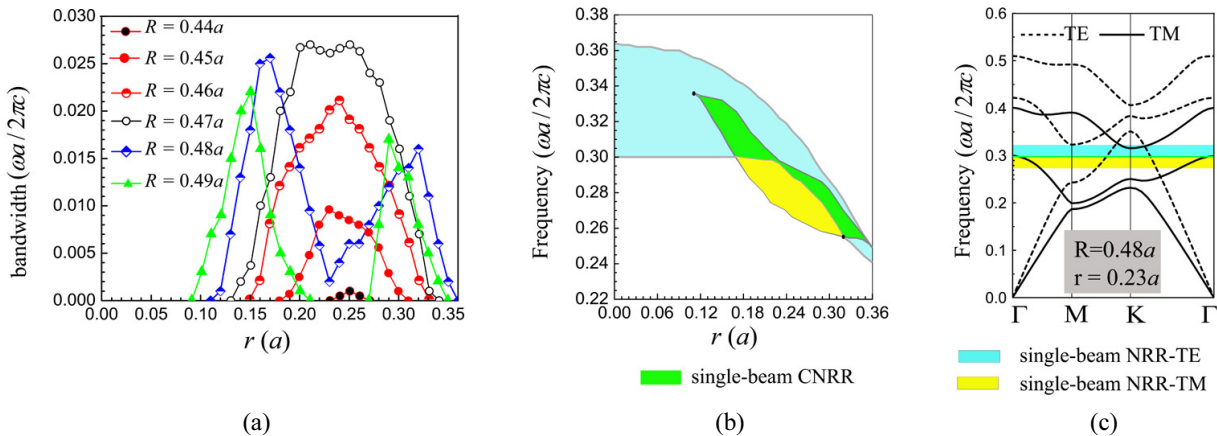 (a)
0.030
0.025
0.020
0.015
0.010
0.005
0.000
bandwidth (ωa / 2πc)
R = 0.44a
R = 0.45a
R = 0.46a
R = 0.47a
R = 0.48a
R = 0.49a
0.00 0.05 0.10 0.15 0.20 0.25 0.30 0.35
r (a)
(b)
0.40
0.38
0.36
0.34
0.32
0.30
0.28
0.26
0.24
0.22
Frequency (ωa / 2πc)
0.00 0.06 0.12 0.18 0.24 0.30 0.36
r (a)
single-beam CNRR
(c)
0.6
0.5
0.4
0.3
0.2
0.1
0.0
Frequency (ωa / 2πc)
TE TM
R=0.48a
r = 0.23a
Γ M K Γ
single-beam NRR-TE
single-beam NRR-TM